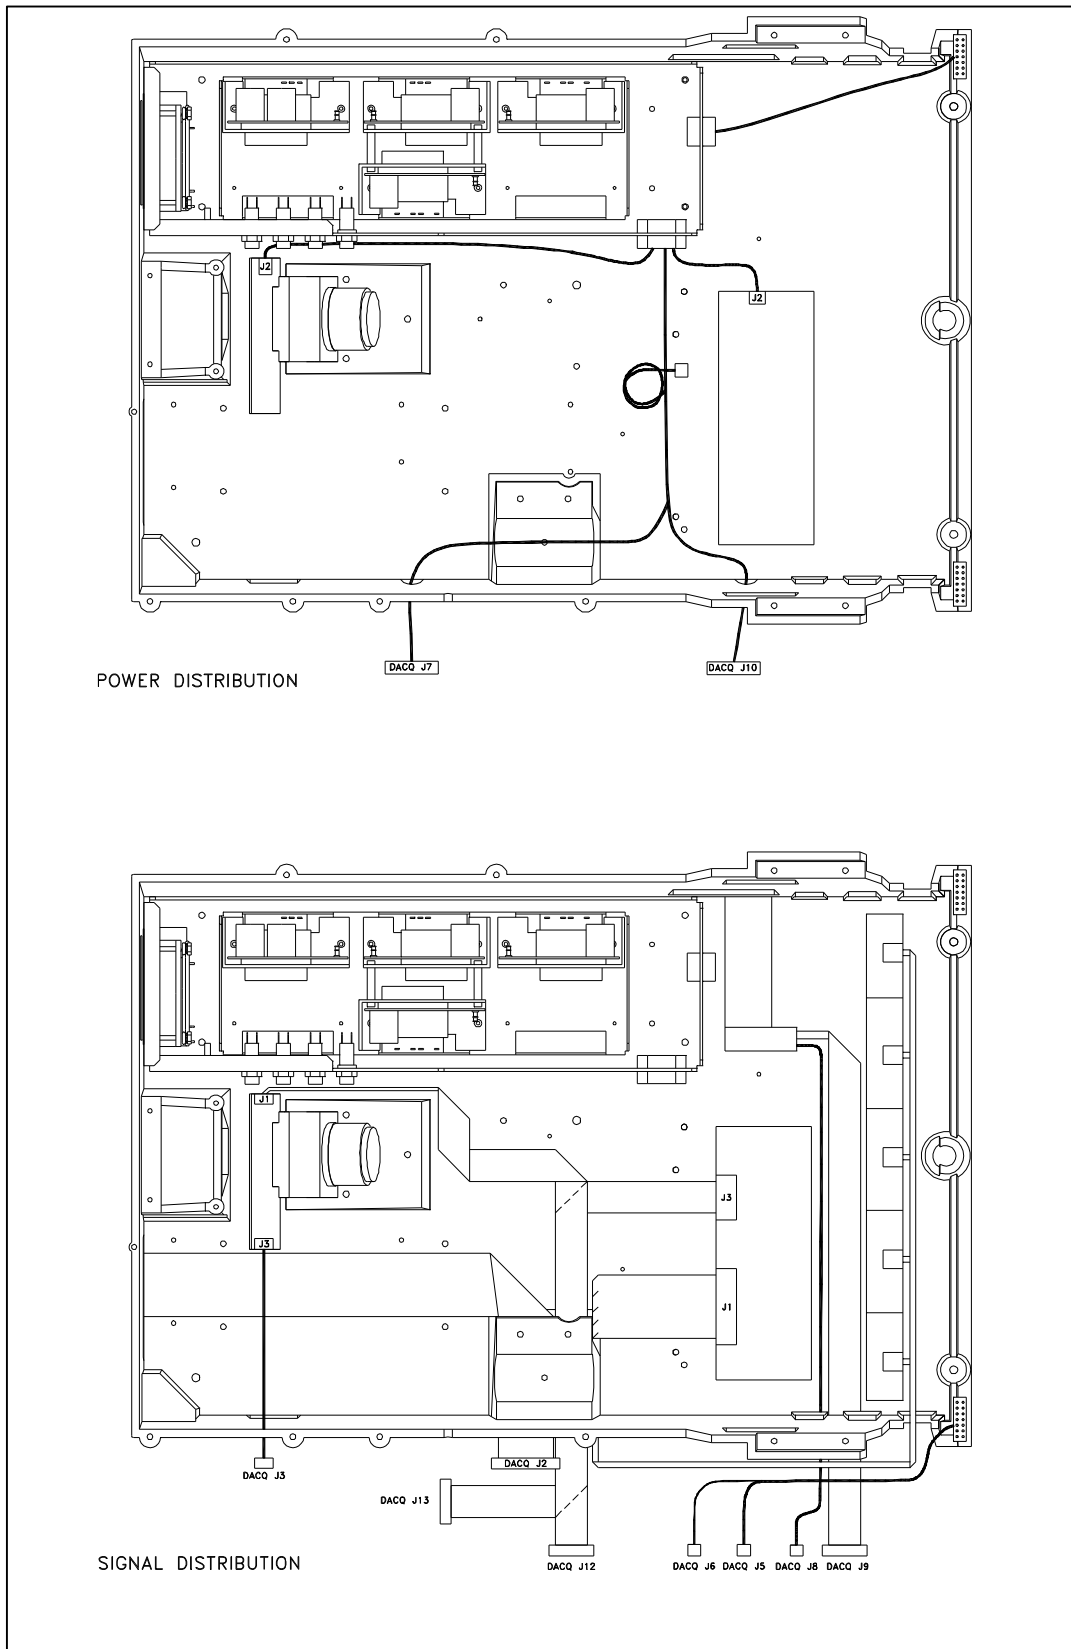 J2
J2
DACQ J7
DACQ J10
POWER DISTRIBUTION
J1
J3
J3
J1
DACQ J3
DACQ J2
DACQ J13
DACQ J12
DACQ J6
DACQ J5
DACQ J8
DACQ J9
SIGNAL DISTRIBUTION